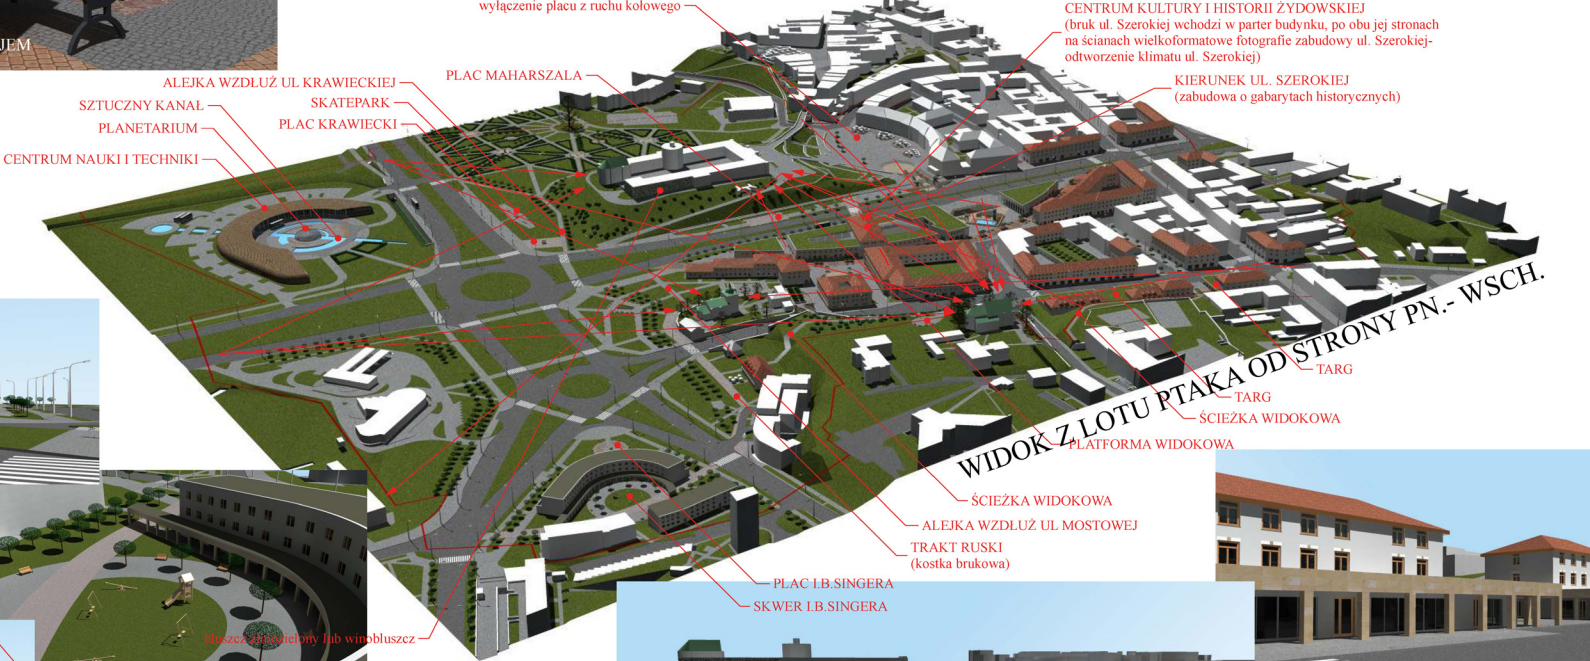 wyłączenie placu z ruchu kołowego
CENTRUM KULTURY I HISTORII ŻYDOWSKIEJ
(bruk ul. Szerokiej wchodzi w parter budynku, po obu jej stronach
na ścianach wielkoformatowe fotografie zabudowy ul. Szerokiej-
odtworzenie klimatu ul. Szerokiej)
JEM
ALEJKA WZDŁUŻ UL KRAWIECKIEJ
PLAC MAHARSZALA
KIERUNEK UL. SZEROKIEJ
(zabudowa o gabarytach historycznych)
SZTUCZNY KANAŁ
SKATEPARK
PLANETARIUM
PLAC KRAWIECKI
CENTRUM NAUKI I TECHNIKI
WIDOK Z LOTU PTAKA OD STRONY PN.- WSCH.
TARG
TARG
ŚCIEŻKA WIDOKOWA
PLATFORMA WIDOKOWA
ŚCIEŻKA WIDOKOWA
ALEJKA WZDŁUŻ UL MOSTOWEJ
TRAKT RUSKI
(kostka brukowa)
PLAC I.B.SINGERA
SKWER I.B.SINGERA
lub winobluszcz